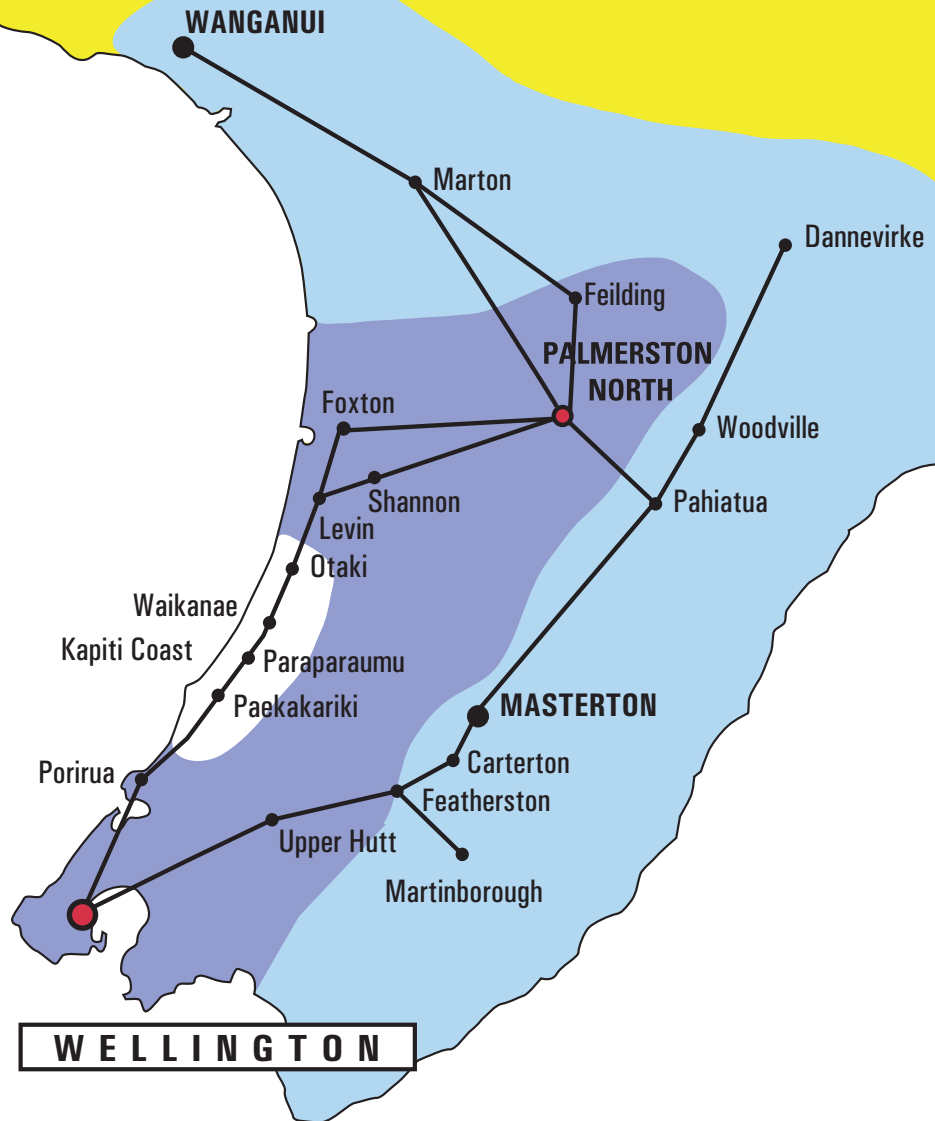 WANGANUI
Marton
Dannevirke
Feilding
PALMERSTON
NORTH
Foxton
Woodville
Shannon
Pahiatua
Levin
Otaki
Waikanae
Kapiti Coast
Paraparaumu
Paekakariki
MASTERTON
Porirua
Carterton
Featherston
Upper Hutt
Martinborough
WELLINGTON